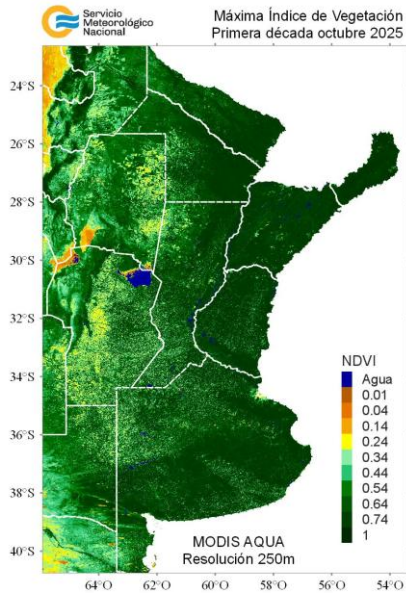 Servicio
Meteorológico
Nacional
Máxima Índice de Vegetación
Primera década octubre 2025
24°S
26°S
28°S
30°S
32°S
34°S
36°S
38°S
40°S
NDVI
Agua
0.01
0.04
0.14
0.24
0.34
0.44
0.54
0.64
0.74
1
MODIS AQUA
Resolución 250m
64°O
62°O
60°O
58°O
56°O
54°O